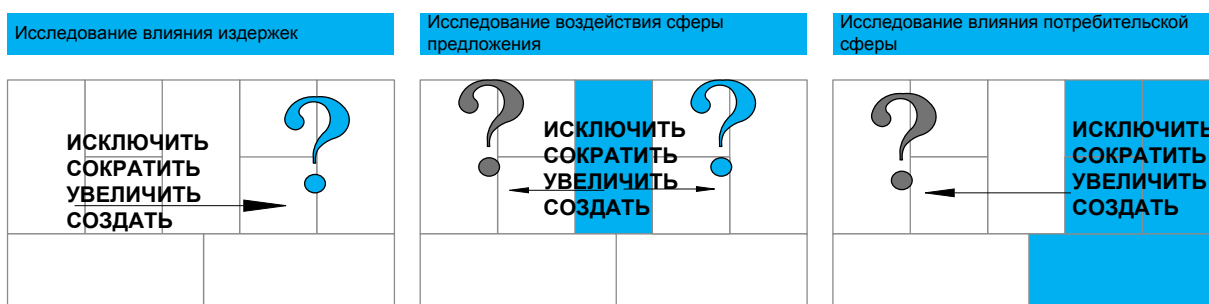 Исследование влияния издержек
Исследование воздействия сферы
предложения
Исследование влияния потребительской
сферы
?
ИСКЛЮЧИТЬ
СОКРАТИТЬ
УВЕЛИЧИТЬ
СОЗДАТЬ
?
?
ИСКЛЮЧИТЬ
СОКРАТИТЬ
УВЕЛИЧИТЬ
СОЗДАТЬ
?
ИСКЛЮЧИТЬ
СОКРАТИТЬ
УВЕЛИЧИТЬ
СОЗДАТЬ